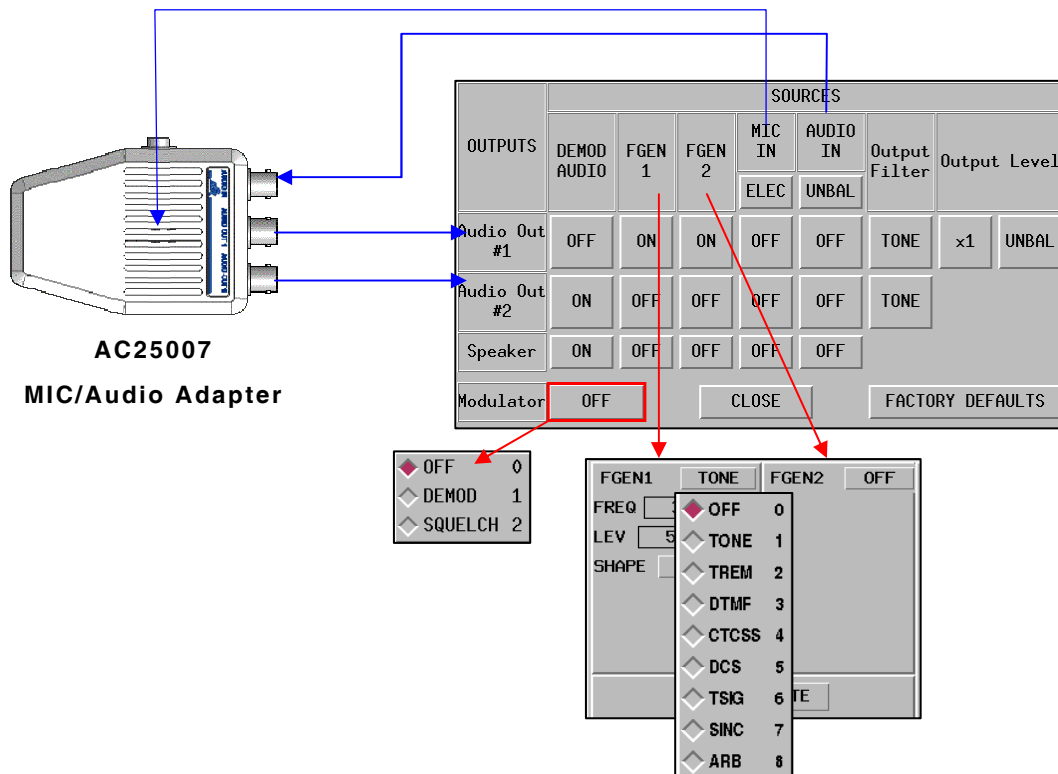 SOURCES
OUTPUTS
DEMOD AUDIO
FGEN 1
FGEN 2
MIC IN
AUDIO IN
Output Filter
Output Level
ELEC
UNBAL
Audio Out #1
OFF
ON
ON
OFF
OFF
TONE
x1
UNBAL
Audio Out #2
ON
OFF
OFF
OFF
OFF
TONE
Speaker
ON
OFF
OFF
OFF
OFF
Modulator
OFF
CLOSE
FACTORY DEFAULTS
AC25007
MIC/Audio Adapter
OFF 0
DEMOD 1
SQUELCH 2
FGEN1
TONE
FGEN2
OFF
FREQ
LEV 5
SHAPE
OFF 0
TONE 1
TREM 2
DTMF 3
CTCSS 4
DCS 5
TSIG 6
SINC 7
ARB 8
TE